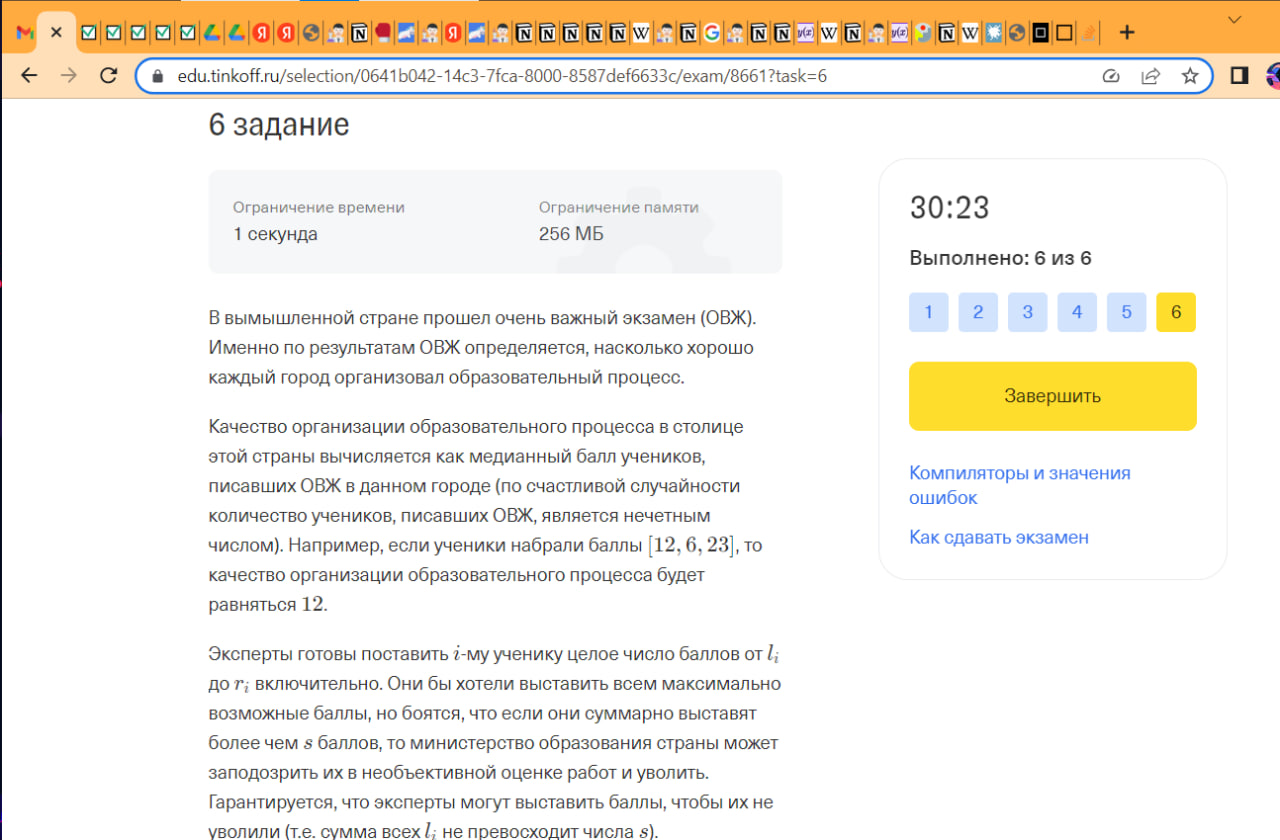 edu.tinkoff.ru/selection/0641b042-14c3-7fca-8000-8587def6633c/exam/8661?task=6
6 задание
Ограничение времени
1 секунда
Ограничение памяти
256 МБ
В вымышленной стране прошел очень важный экзамен (ОВЖ).
Именно по результатам ОВЖ определяется, насколько хорошо
каждый город организовал образовательный процесс.
Качество организации образовательного процесса в столице
этой страны вычисляется как медианный балл учеников,
писавших ОВЖ в данном городе (по счастливой случайности
количество учеников, писавших ОВЖ, является нечетным
числом). Например, если ученики набрали баллы [12, 6, 23], то
качество организации образовательного процесса будет
равняться 12.
Эксперты готовы поставить i-му ученику целое число баллов от l_i
до r_i включительно. Они бы хотели выставить всем максимально
возможные баллы, но боятся, что если они суммарно выставят
более чем s баллов, то министерство образования страны может
заподозрить их в необъективной оценке работ и уволить.
Гарантируется, что эксперты могут выставить баллы, чтобы их не
уволили (т.е. сумма всех l_i не превосходит числа s).
30:23
Выполнено: 6 из 6
1 2 3 4 5 6
Завершить
Компиляторы и значения
ошибок
Как сдавать экзамен